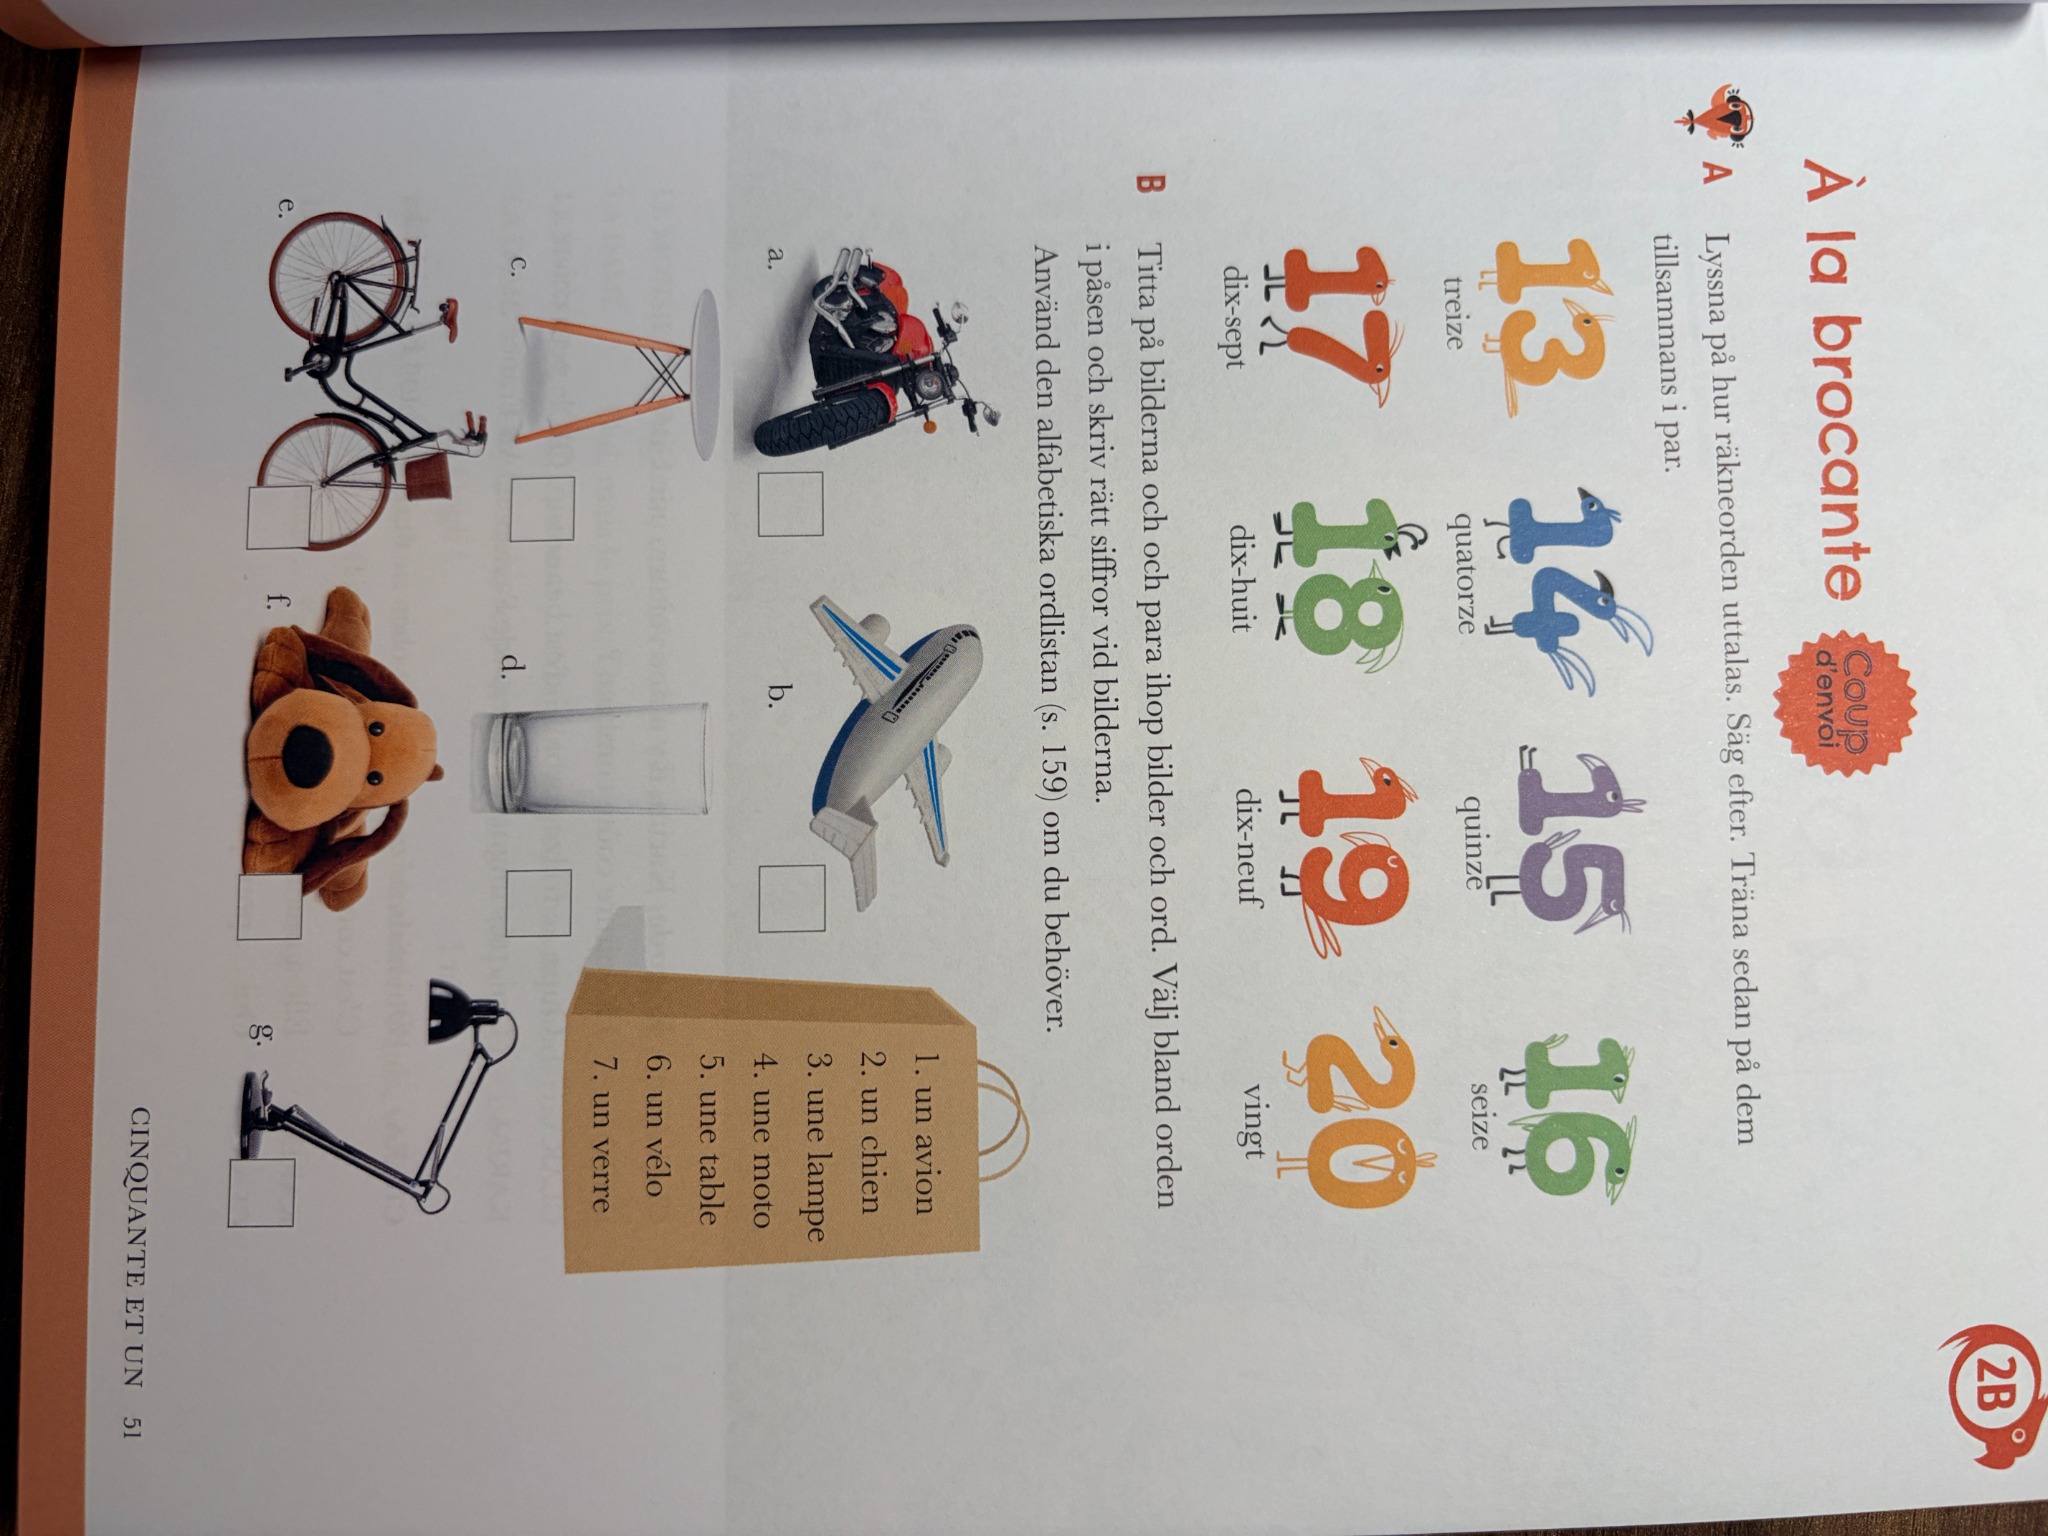 2B
À la brocante
Coup
d'envoi
A Lyssna på hur räkneorden uttalas. Säg efter. Träna sedan på dem
tillsammans i par.
13 14 15 16
treize quatorze quinze seize
17 18 19 20
dix-sept dix-huit dix-neuf vingt
B Titta på bilderna och och para ihop bilder och ord. Välj bland orden
i påsen och skriv rätt siffror vid bilderna.
Använd den alfabetiska ordlistan (s. 159) om du behöver.
a.
b.
1. un avion
2. un chien
3. une lampe
4. une moto
5. une table
6. un vélo
7. un verre
c.
d.
e.
f.
g.
CINQUANTE ET UN 51